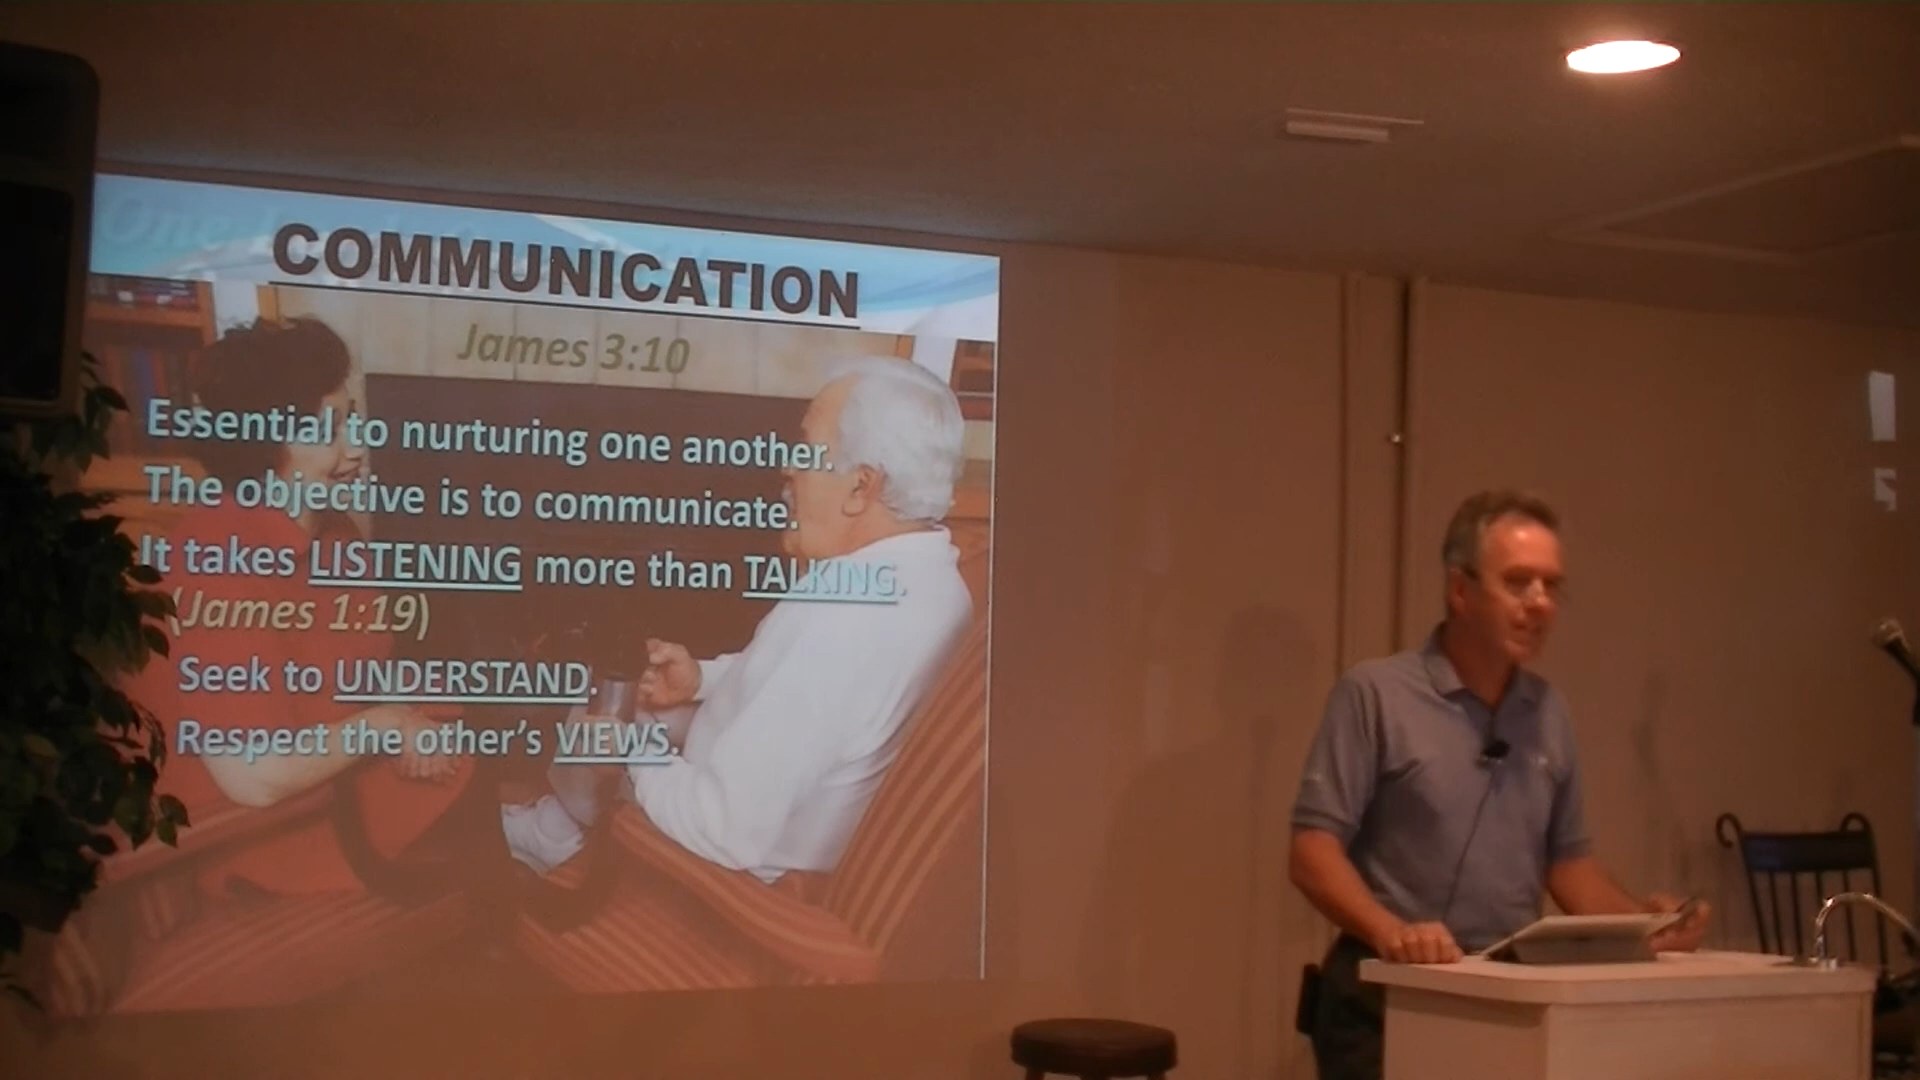 COMMUNICATION
James 3:10
Essential to nurturing one another.
The objective is to communicate.
It takes LISTENING more than TALKING.
(James 1:19)
Seek to UNDERSTAND.
Respect the other's VIEWS.